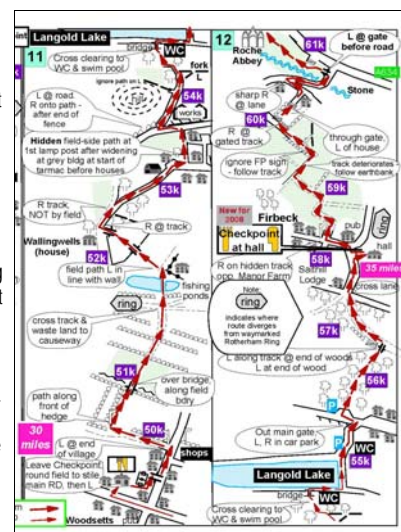 Langold Lake
11
bridge
WC
Cross clearing to
WC & swim pool.
fork
L
ignore path on L
hill
54k
L @ road.
R onto path -
after end of
fence
works
Hidden field-side path at
1st lamp post after widening
at grey bldg at start of
tarmac before houses.
53k
R track,
NOT by field
Wallingwells
(house)
R @ track
52k
field path L in
line with wall
fishing
ponds
ring
cross track &
waste land to
causeway.
51k
over bridge,
along field
bdry.
path along
front of
hedge
50k
30
miles
L @ end
of village
shops
Leave Checkpoint,
round field to stile
main RD, then L
Woodsetts
pub
12
61k
L @ gate
before road
Roche
Abbey
A634
Stone
sharp R
@ lane
60k
R @
gated track
through gate,
L of house
ignore FP sign
- follow track
track deteriorates
follow earthbank
59k
New for
2008
Firbeck
pub
ring
Checkpoint
at hall
hall
58k
R on hidden track
opp. Manor Farm
Salthill
Lodge
35 miles
cross lane
Note:
ring
indicates where
route diverges
from waymarked
Rotherham Ring
57k
L along track @ end of woods
L at end of wood
56k
P
Out main gate,
L, R in car park
P
WC
55k
Langold Lake
bridge
WC
Cross clearing to
WC & swim pool.